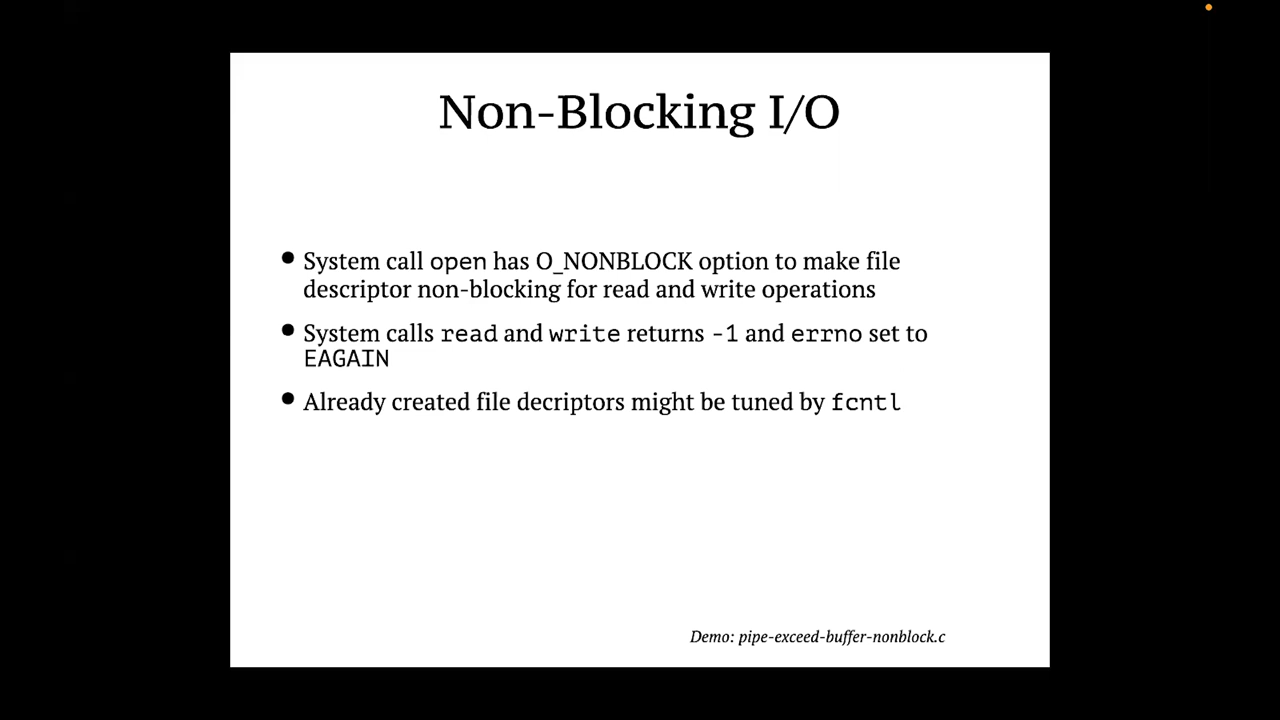 Non-Blocking I/O
• System call open has O_NONBLOCK option to make file
descriptor non-blocking for read and write operations
• System calls read and write returns -1 and errno set to
EAGAIN
• Already created file decriptors might be tuned by fcntl
Demo: pipe-exceed-buffer-nonblock.c